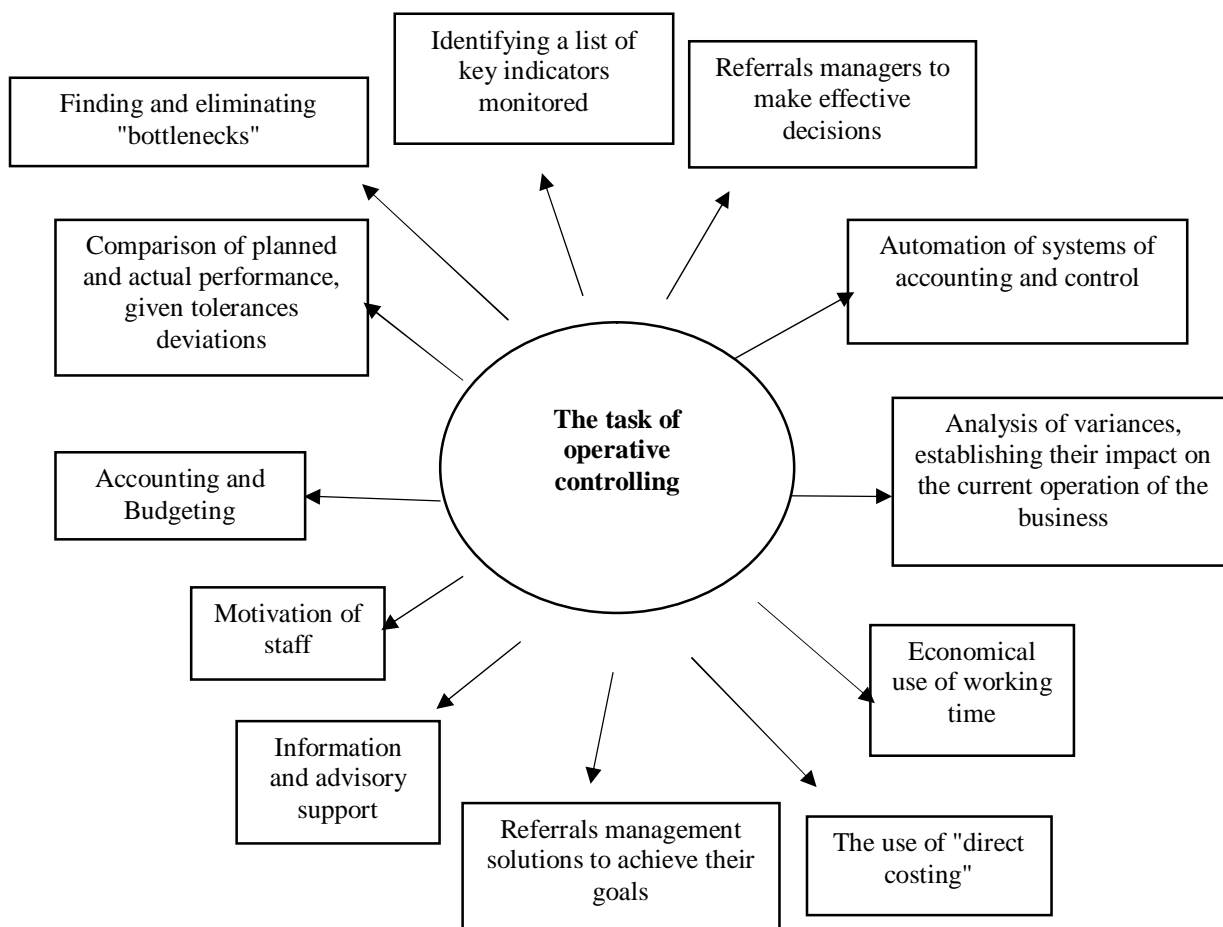 Identifying a list of
key indicators
monitored
Referrals managers to
make effective
decisions
Finding and eliminating
"bottlenecks"
Comparison of planned
and actual performance,
given tolerances
deviations
Automation of systems of
accounting and control
The task of
operative
controlling
Analysis of variances,
establishing their impact on
the current operation of the
business
Accounting and
Budgeting
Motivation of
staff
Economical
use of working
time
Information
and advisory
support
Referrals management
solutions to achieve their
goals
The use of "direct
costing"